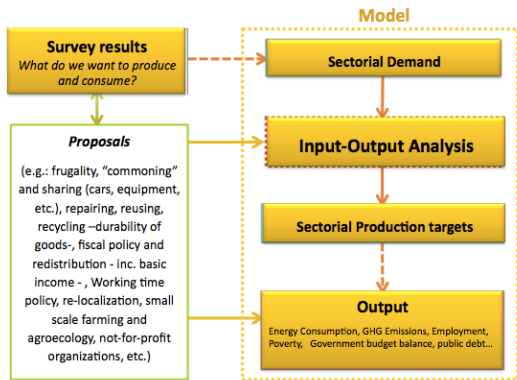 Model
Survey results
What do we want to produce
and consume?
Sectorial Demand
Proposals
(e.g.: frugality, “commoning”
and sharing (cars, equipment,
etc.), repairing, reusing,
recycling –durability of
goods-, fiscal policy and
redistribution - inc. basic
income - , Working time
policy, re-localization, small
scale farming and
agroecology, not-for-profit
organizations, etc.)
Input-Output Analysis
Sectorial Production targets
Output
Energy Consumption, GHG Emissions, Employment,
Poverty, Government budget balance, public debt...